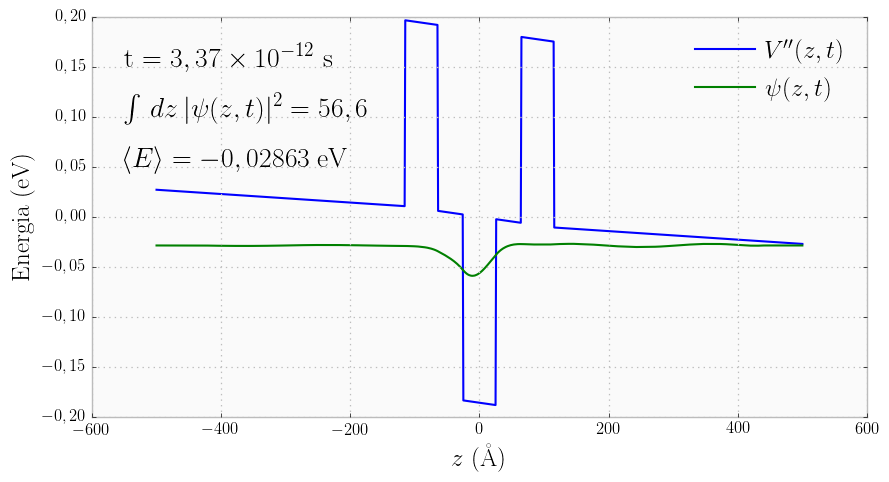 t = 3,37 × 10⁻¹² s
∫ dz |ψ(z,t)|² = 56,6
⟨E⟩ = −0,02863 eV
V″(z,t)
ψ(z,t)
Energia (eV)
0,20
0,15
0,10
0,05
0,00
−0,05
−0,10
−0,15
−0,20
−600 −400 −200 0 200 400 600
z (Å)